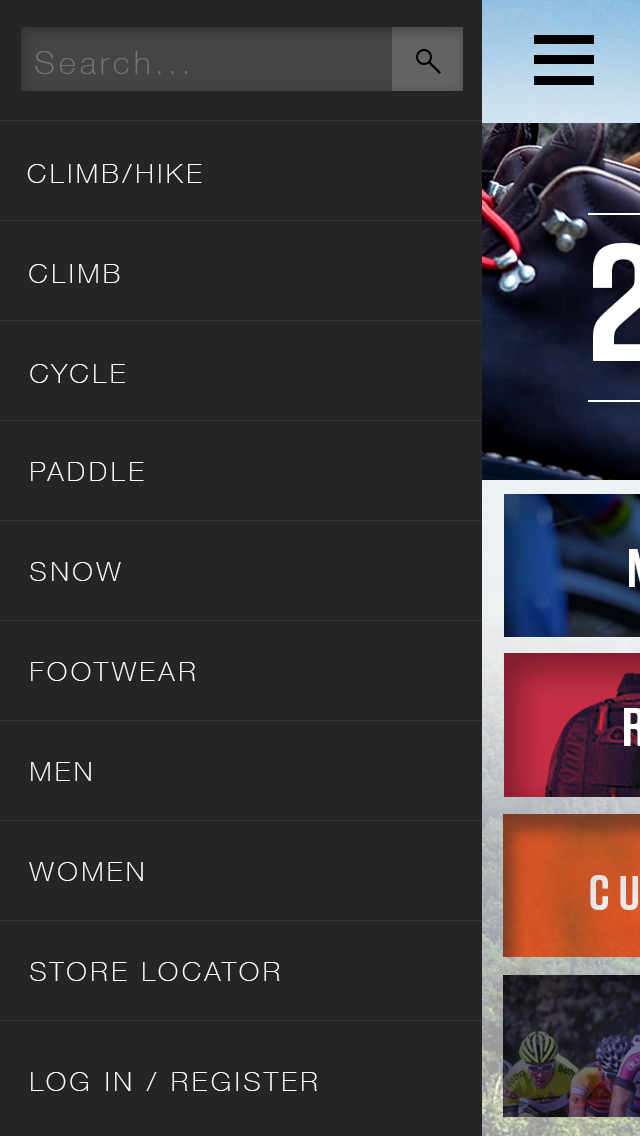 Search...
CLIMB/HIKE
CLIMB
CYCLE
PADDLE
SNOW
FOOTWEAR
MEN
WOMEN
STORE LOCATOR
LOG IN / REGISTER
2
R
CU